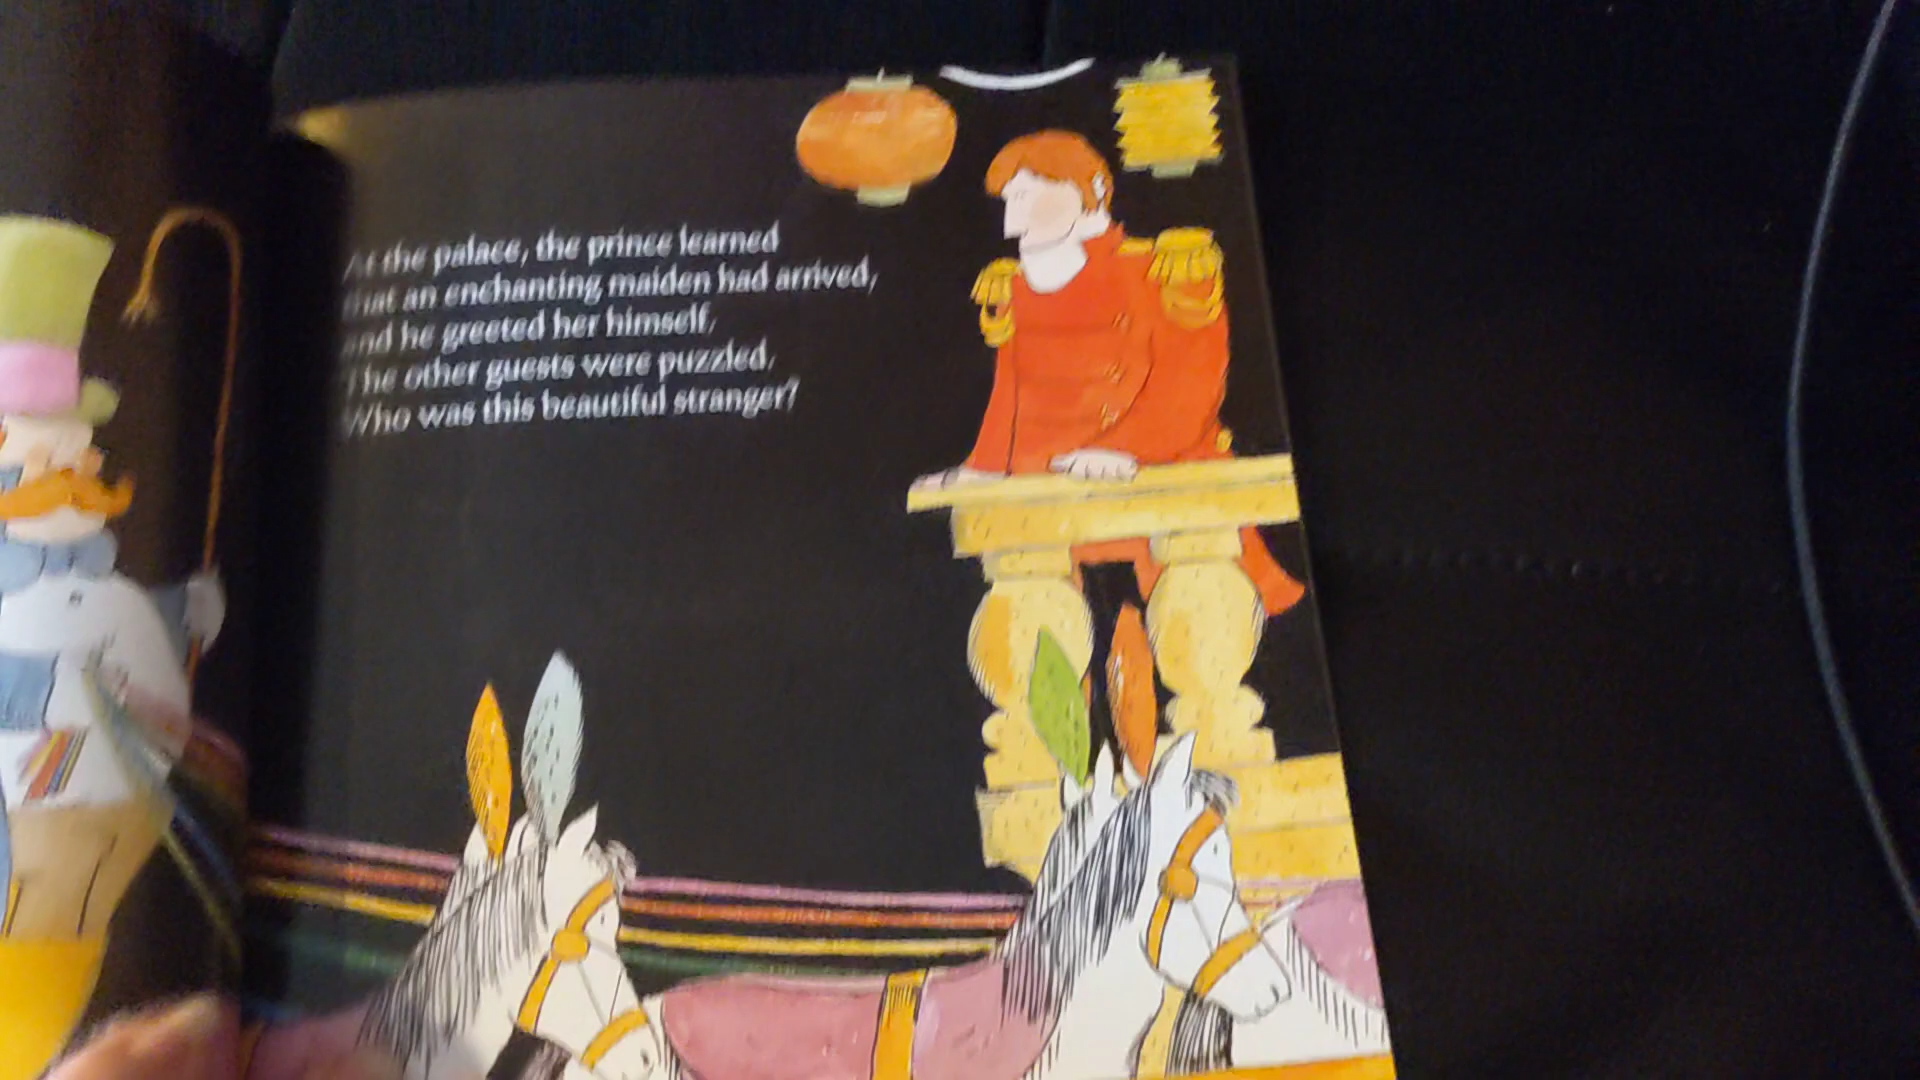 At the palace, the prince learned
that an enchanting maiden had arrived,
and he greeted her himself.
The other guests were puzzled.
Who was this beautiful stranger?